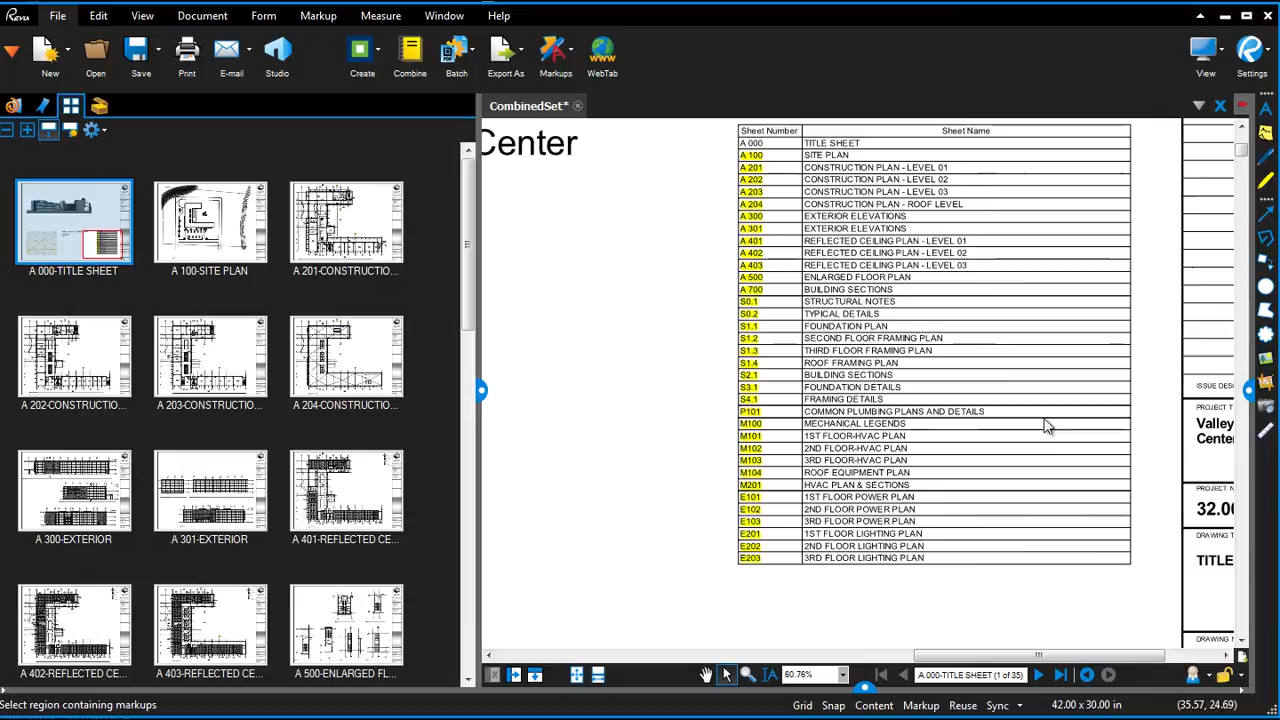 Revu File Edit View Document Form Markup Measure Window Help
New Open Save Print E-mail Studio Create Combine Batch Export As Markups WebTab View Settings
PDF WWW
CombinedSet*
1
A 000-TITLE SHEET A 100-SITE PLAN A 201-CONSTRUCTIO...
A 202-CONSTRUCTIO... A 203-CONSTRUCTIO... A 204-CONSTRUCTIO...
A 300-EXTERIOR A 301-EXTERIOR A 401-REFLECTED CE...
A 402-REFLECTED CE... A 403-REFLECTED CE... A 500-ENLARGED FL...
Center
Sheet Number Sheet Name
A 000 TITLE SHEET
A 100 SITE PLAN
A 201 CONSTRUCTION PLAN - LEVEL 01
A 202 CONSTRUCTION PLAN - LEVEL 02
A 203 CONSTRUCTION PLAN - LEVEL 03
A 204 CONSTRUCTION PLAN - ROOF LEVEL
A 300 EXTERIOR ELEVATIONS
A 301 EXTERIOR ELEVATIONS
A 401 REFLECTED CEILING PLAN - LEVEL 01
A 402 REFLECTED CEILING PLAN - LEVEL 02
A 403 REFLECTED CEILING PLAN - LEVEL 03
A 500 ENLARGED FLOOR PLAN
A 700 BUILDING SECTIONS
S0.1 STRUCTURAL NOTES
S0.2 TYPICAL DETAILS
S1.1 FOUNDATION PLAN
S1.2 SECOND FLOOR FRAMING PLAN
S1.3 THIRD FLOOR FRAMING PLAN
S1.4 ROOF FRAMING PLAN
S2.1 BUILDING SECTIONS
S3.1 FOUNDATION DETAILS
S4.1 FRAMING DETAILS
P101 COMMON PLUMBING PLANS AND DETAILS
M100 MECHANICAL LEGENDS
M101 1ST FLOOR-HVAC PLAN
M102 2ND FLOOR-HVAC PLAN
M103 3RD FLOOR-HVAC PLAN
M104 ROOF EQUIPMENT PLAN
M201 HVAC PLAN & SECTIONS
E101 1ST FLOOR POWER PLAN
E102 2ND FLOOR POWER PLAN
E103 3RD FLOOR POWER PLAN
E201 1ST FLOOR LIGHTING PLAN
E202 2ND FLOOR LIGHTING PLAN
E203 3RD FLOOR LIGHTING PLAN
ISSUE DESC
PROJECT T
Valley
Center
PROJECT N
32.00
DRAWING T
TITLE
DRAWING N
60.76% A 000-TITLE SHEET (1 of 35)
Select region containing markups Grid Snap Content Markup Reuse Sync 42.00 x 30.00 in (35.57, 24.69)